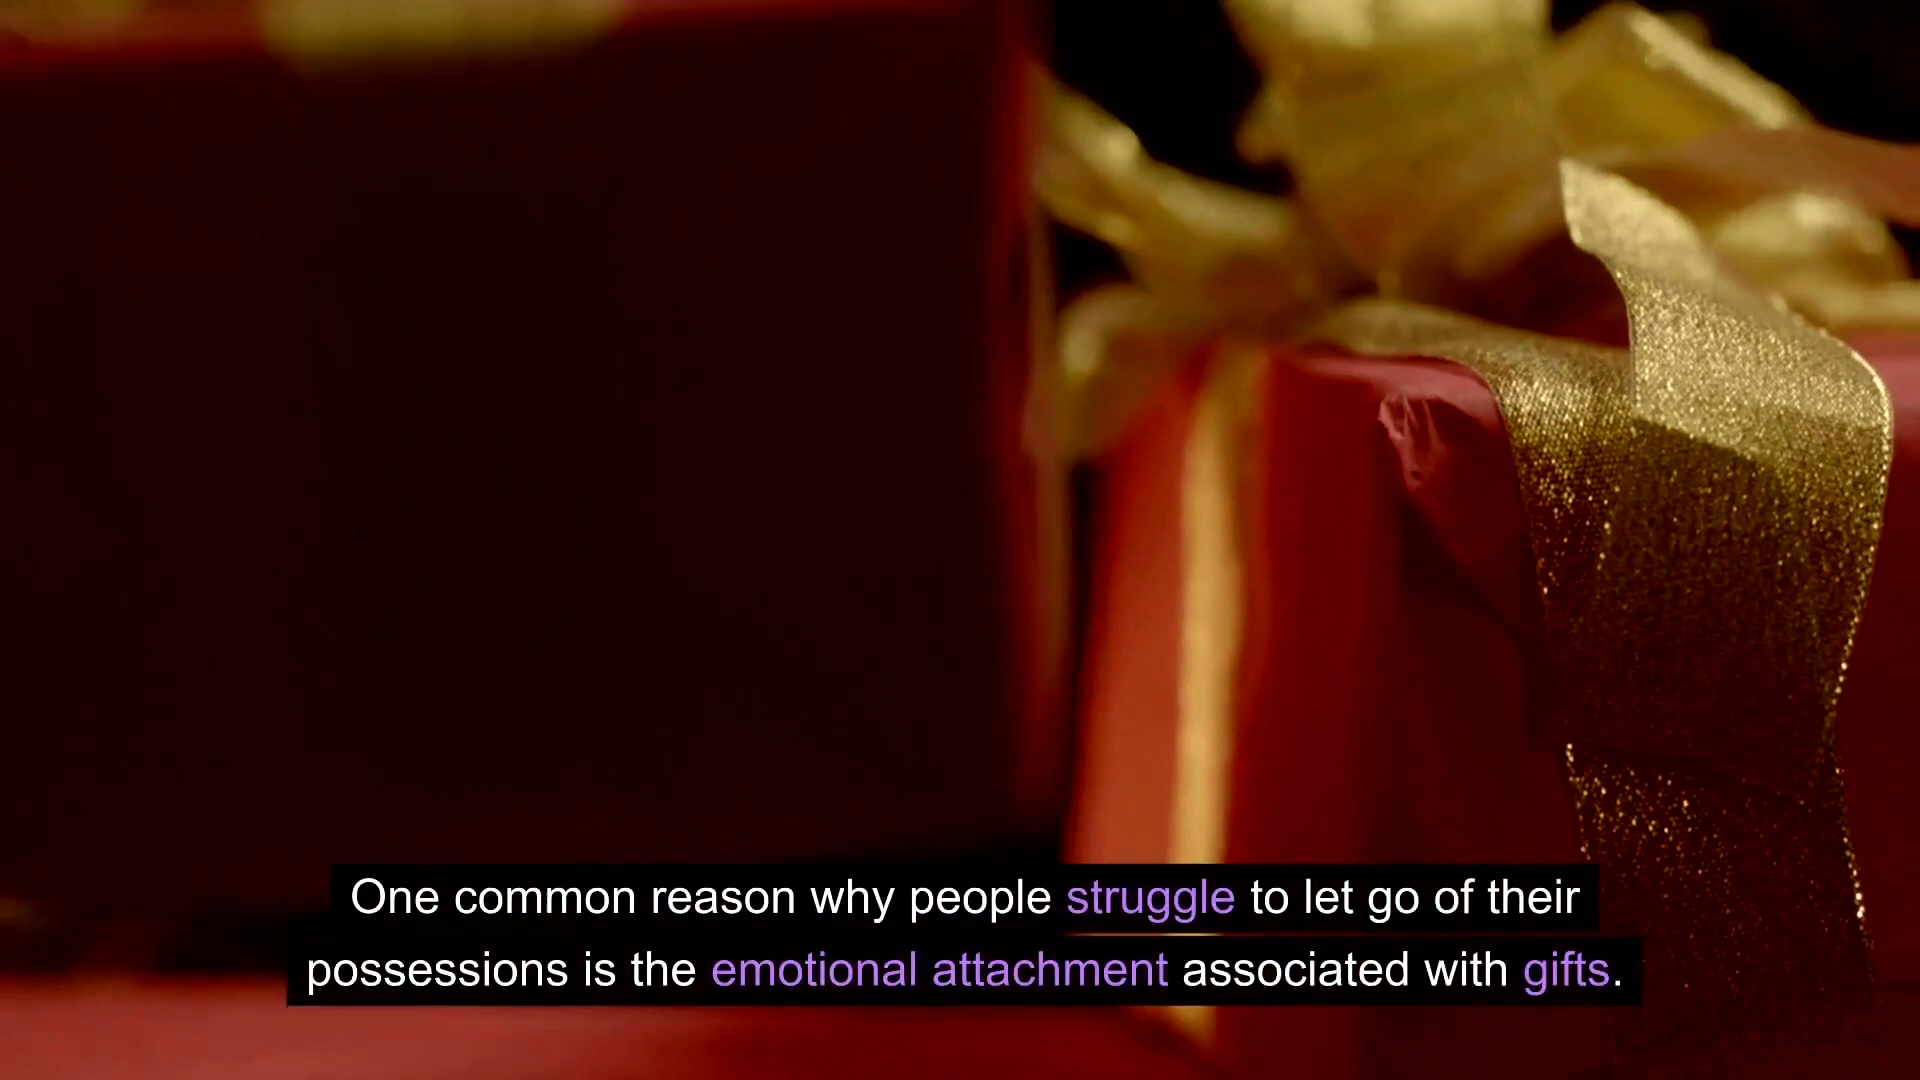 One common reason why people struggle to let go of their
possessions is the emotional attachment associated with gifts.